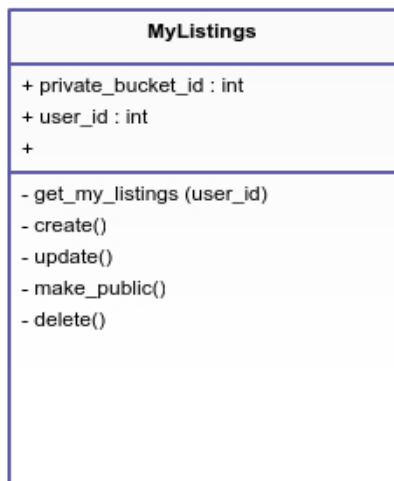 MyListings
+ private_bucket_id : int
+ user_id : int
+
- get_my_listings (user_id)
- create()
- update()
- make_public()
- delete()